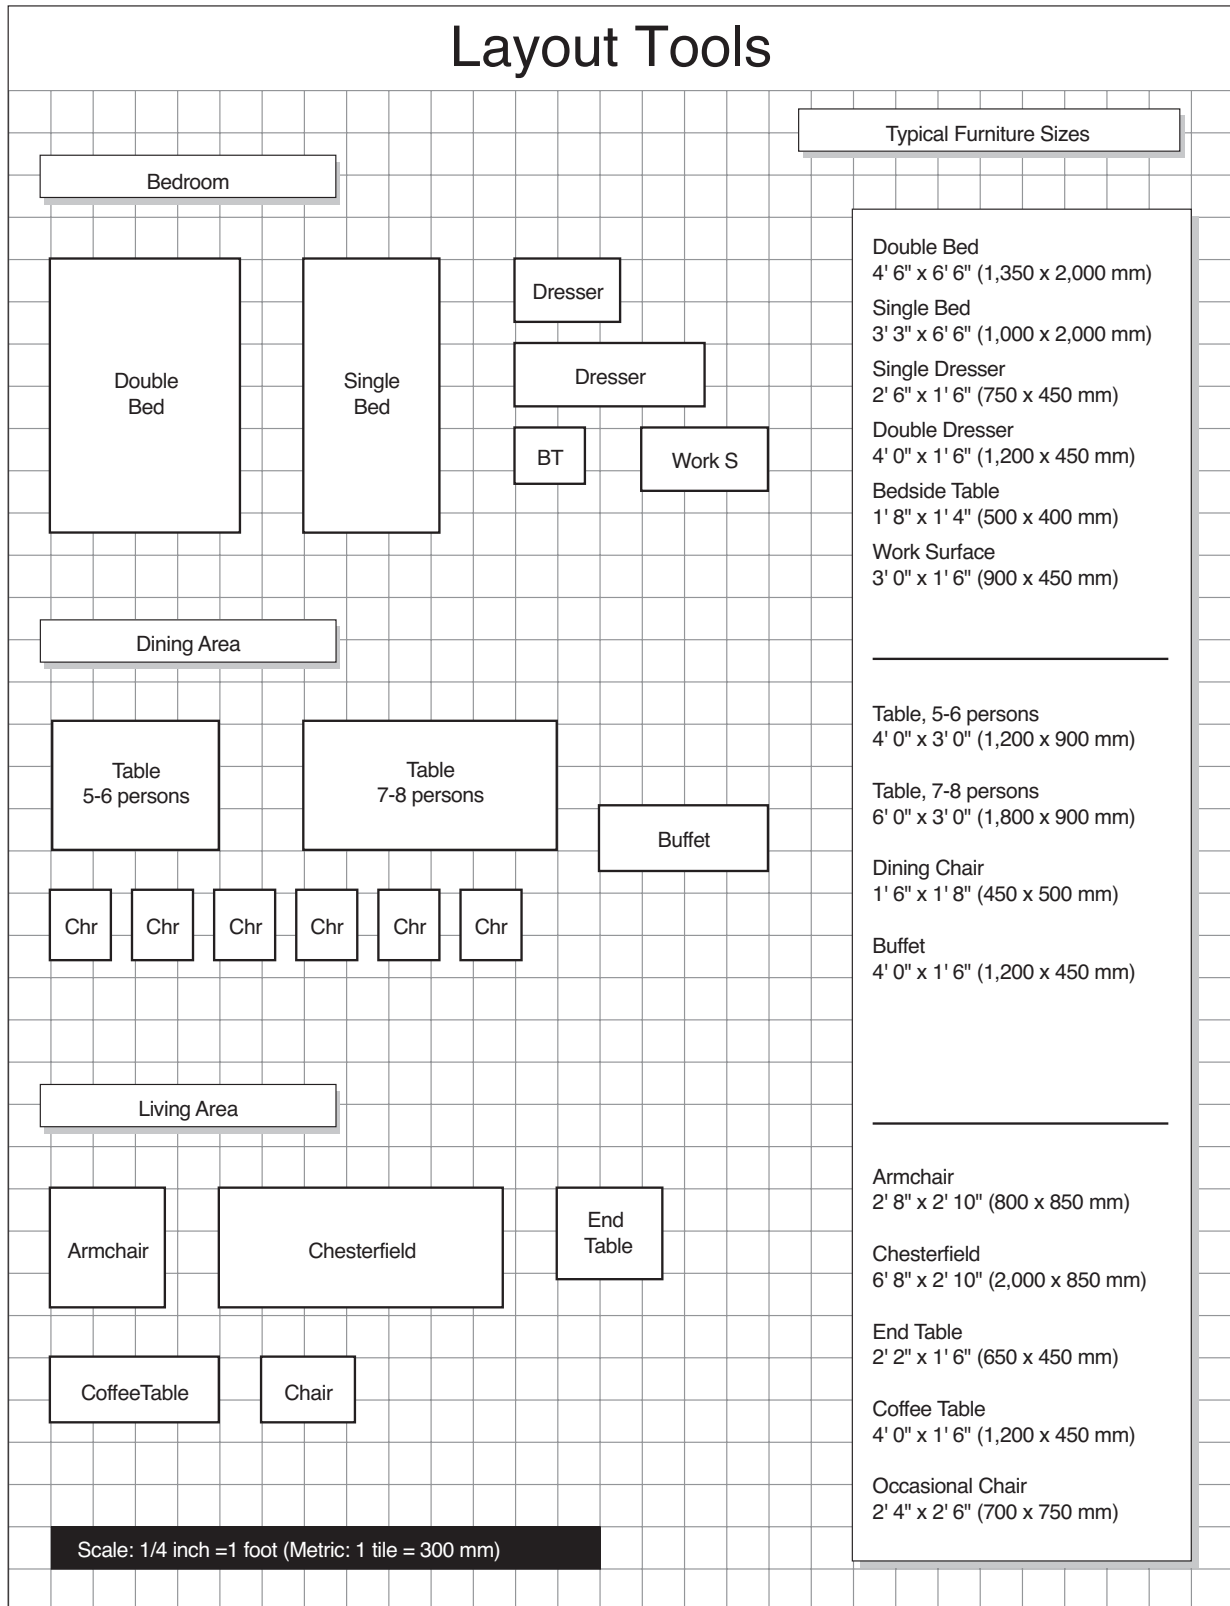 Layout Tools
Typical Furniture Sizes
Bedroom
Double
Bed
Single
Bed
Dresser
Dresser
BT
Work S
Double Bed
4' 6" x 6' 6" (1,350 x 2,000 mm)
Single Bed
3' 3" x 6' 6" (1,000 x 2,000 mm)
Single Dresser
2' 6" x 1' 6" (750 x 450 mm)
Double Dresser
4' 0" x 1' 6" (1,200 x 450 mm)
Bedside Table
1' 8" x 1' 4" (500 x 400 mm)
Work Surface
3' 0" x 1' 6" (900 x 450 mm)
Dining Area
Table
5-6 persons
Table
7-8 persons
Buffet
Chr
Chr
Chr
Chr
Chr
Chr
Table, 5-6 persons
4' 0" x 3' 0" (1,200 x 900 mm)
Table, 7-8 persons
6' 0" x 3' 0" (1,800 x 900 mm)
Dining Chair
1' 6" x 1' 8" (450 x 500 mm)
Buffet
4' 0" x 1' 6" (1,200 x 450 mm)
Living Area
Armchair
Chesterfield
End
Table
CoffeeTable
Chair
Armchair
2' 8" x 2' 10" (800 x 850 mm)
Chesterfield
6' 8" x 2' 10" (2,000 x 850 mm)
End Table
2' 2" x 1' 6" (650 x 450 mm)
Coffee Table
4' 0" x 1' 6" (1,200 x 450 mm)
Occasional Chair
2' 4" x 2' 6" (700 x 750 mm)
Scale: 1/4 inch =1 foot (Metric: 1 tile = 300 mm)